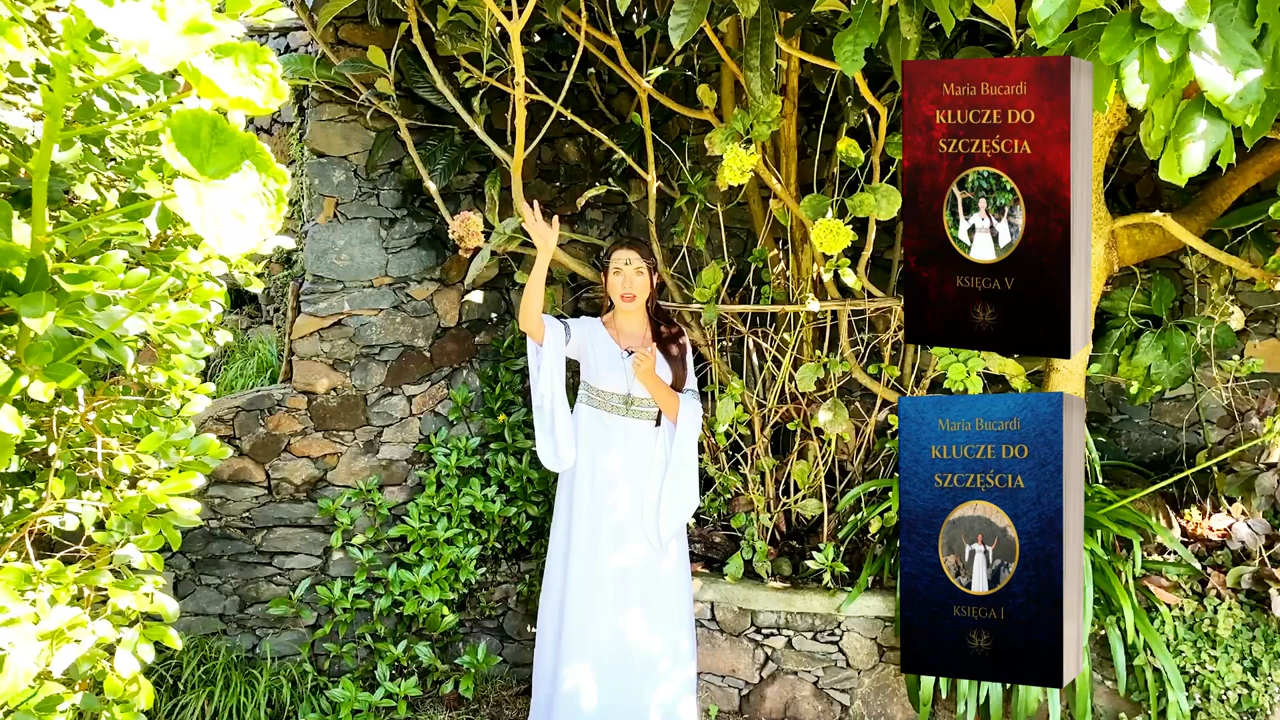 Maria Bucardi
KLUCZE DO
SZCZĘŚCIA
KSIĘGA V
Maria Bucardi
KLUCZE DO
SZCZĘŚCIA
KSIĘGA I